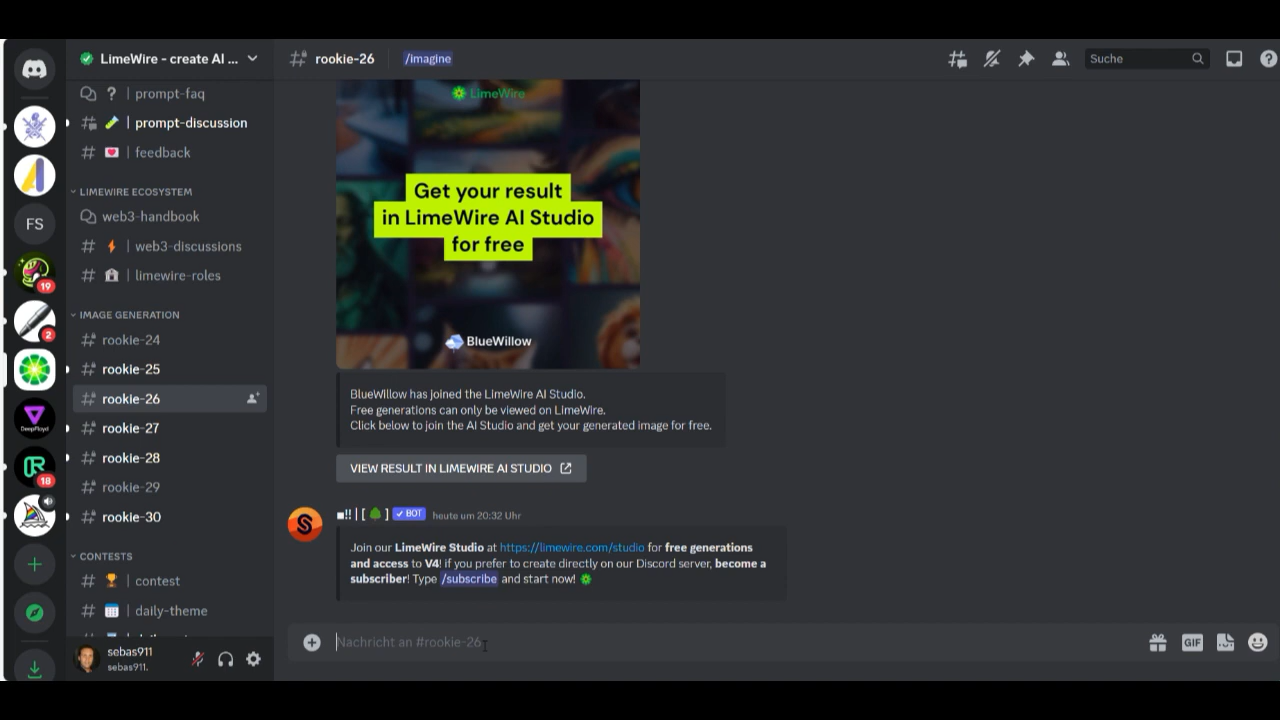 LimeWire - create AI ...
prompt-faq
prompt-discussion
feedback
LIMEWIRE ECOSYSTEM
web3-handbook
web3-discussions
limewire-roles
IMAGE GENERATION
rookie-24
rookie-25
rookie-26
rookie-27
rookie-28
rookie-29
rookie-30
CONTESTS
contest
daily-theme
FS
19
2
DeepFloyd
18
sebas911
sebas911.
rookie-26
/imagine
Suche
LimeWire
Get your result
in LimeWire AI Studio
for free
BlueWillow
BlueWillow has joined the LimeWire AI Studio.
Free generations can only be viewed on LimeWire.
Click below to join the AI Studio and get your generated image for free.
VIEW RESULT IN LIMEWIRE AI STUDIO
!! | [ ] BOT heute um 20:32 Uhr
Join our LimeWire Studio at https://limewire.com/studio for free generations
and access to V4! if you prefer to create directly on our Discord server, become a
subscriber! Type /subscribe and start now!
Nachricht an #rookie-26
GIF